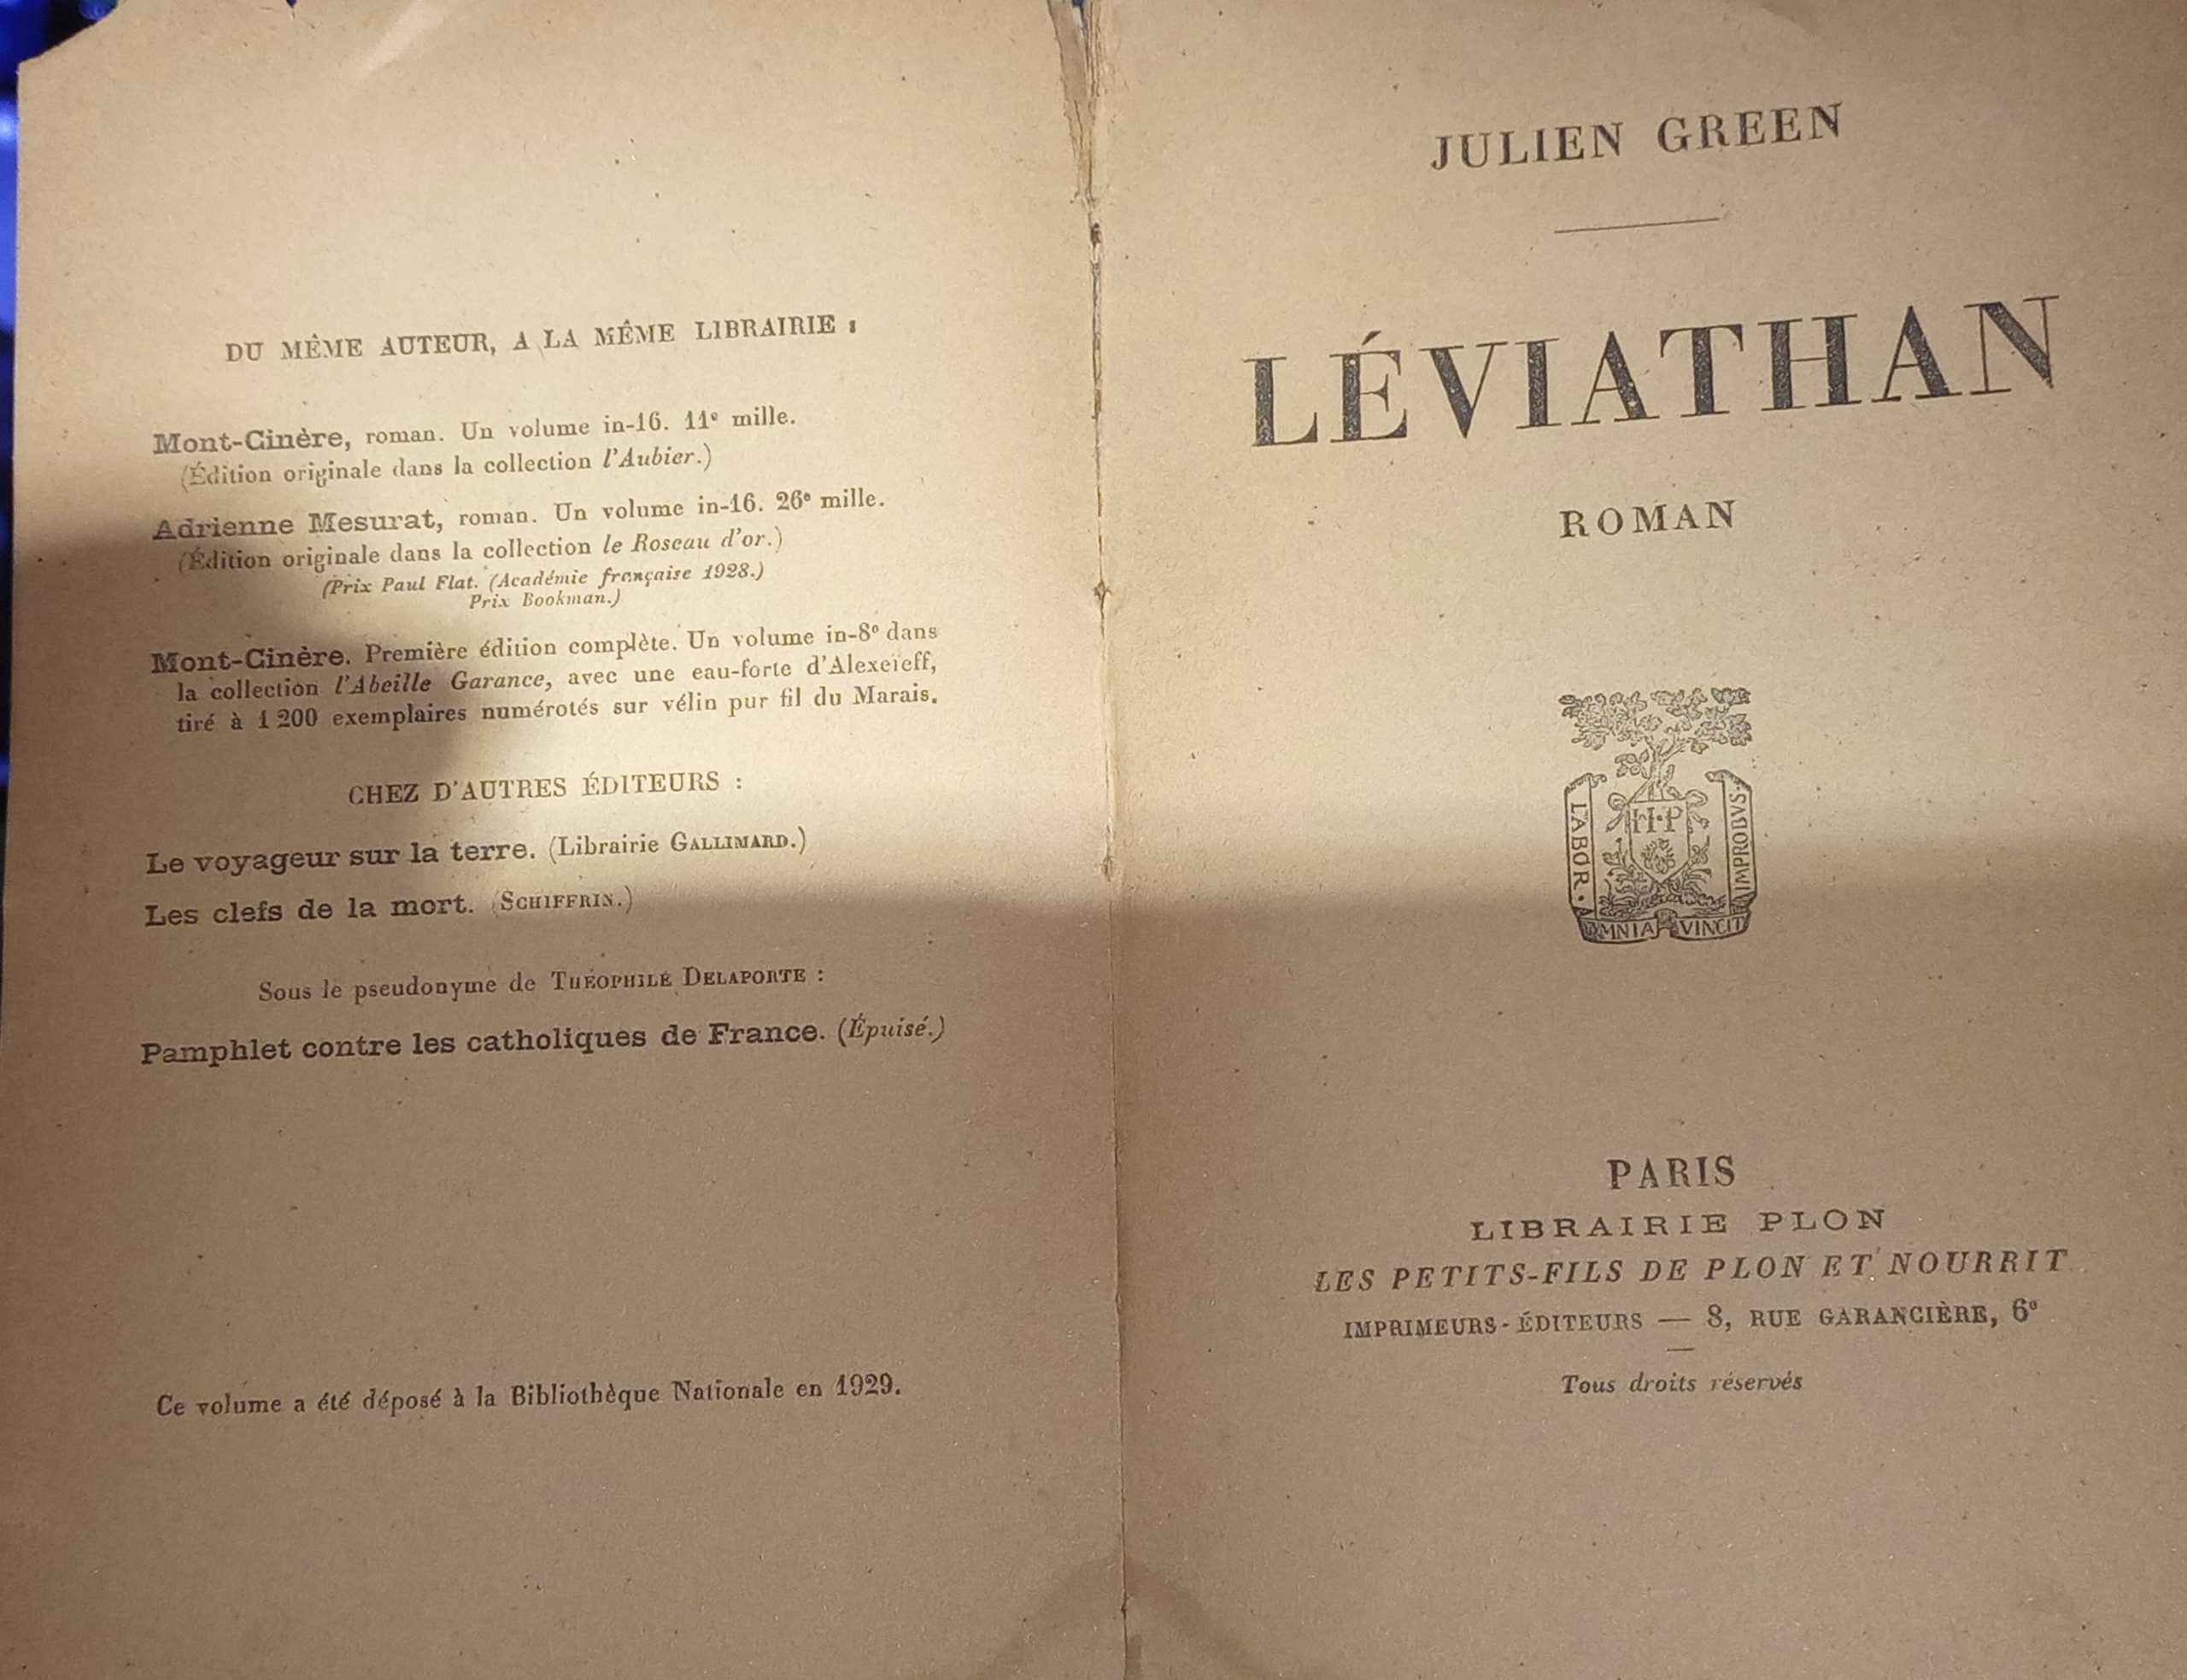 DU MÊME AUTEUR, A LA MÊME LIBRAIRIE :
Mont-Cinère, roman. Un volume in-16. 11e mille.
(Édition originale dans la collection l'Aubier.)
Adrienne Mesurat, roman. Un volume in-16. 26e mille.
(Édition originale dans la collection le Roseau d'or.)
(Prix Paul Flat. (Académie française 1928.)
Prix Bookman.)
Mont-Cinère. Première édition complète. Un volume in-8o dans
la collection l'Abeille Garance, avec une eau-forte d'Alexeïeff,
tiré à 1 200 exemplaires numérotés sur vélin pur fil du Marais.
CHEZ D'AUTRES ÉDITEURS :
Le voyageur sur la terre. (Librairie GALLIMARD.)
Les clefs de la mort. (SCHIFFRIN.)
Sous le pseudonyme de THÉOPHILE DELAPORTE :
Pamphlet contre les catholiques de France. (Épuisé.)
Ce volume a été déposé à la Bibliothèque Nationale en 1929.
JULIEN GREEN
LÉVIATHAN
ROMAN
H·P
LABOR·
IMPROBVS·
OMNIA VINCIT
PARIS
LIBRAIRIE PLON
LES PETITS-FILS DE PLON ET NOURRIT
IMPRIMEURS-ÉDITEURS — 8, RUE GARANCIÈRE, 6e
Tous droits réservés